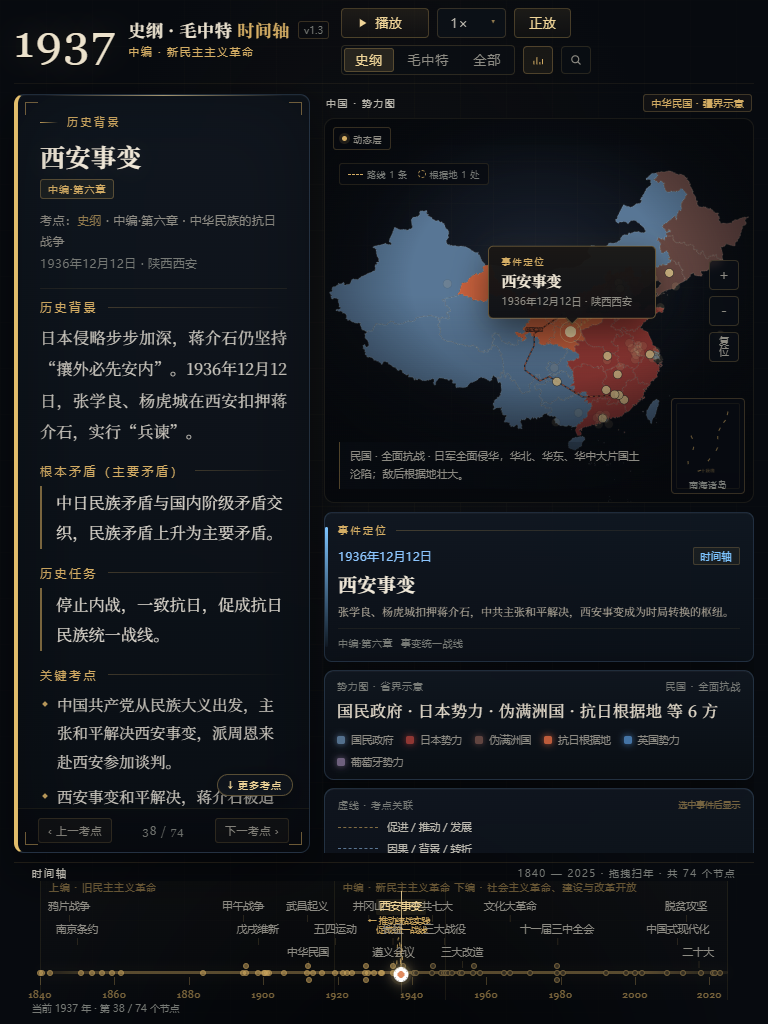 1937
史纲·毛中特 时间轴 v1.3
中编 · 新民主主义革命
播放
1×
正放
史纲
毛中特
全部
历史背景
西安事变
中编·第六章
考点: 史纲 · 中编·第六章 · 中华民族的抗日
战争
1936年12月12日 · 陕西西安
历史背景
日本侵略步步加深，蒋介石仍坚持
“攘外必先安内”。1936年12月12
日，张学良、杨虎城在西安扣押蒋
介石，实行“兵谏”。
根本矛盾（主要矛盾）
中日民族矛盾与国内阶级矛盾交
织，民族矛盾上升为主要矛盾。
历史任务
停止内战，一致抗日，促成抗日
民族统一战线。
关键考点
中国共产党从民族大义出发，主
张和平解决西安事变，派周恩来
赴西安参加谈判。
西安事变和平解决，蒋介石被迫
↓ 更多考点
‹ 上一考点
38 / 74
下一考点 ›
中国 · 势力图
中华民国 · 疆界示意
动态层
路线 1 条
根据地 1 处
事件定位
西安事变
1936年12月12日 · 陕西西安
+
-
复位
民国 · 全面抗战 · 日军全面侵华，华北、华东、华中大片国土
沦陷；敌后根据地壮大。
南海诸岛
事件定位
1936年12月12日
时间轴
西安事变
张学良、杨虎城扣押蒋介石，中共主张和平解决，西安事变成为时局转换的枢纽。
中编·第六章 事变统一战线
势力图 · 省界示意
民国 · 全面抗战
国民政府 · 日本势力 · 伪满洲国 · 抗日根据地 等 6 方
国民政府
日本势力
伪满洲国
抗日根据地
英国势力
葡萄牙势力
虚线 · 考点关联
选中事件后显示
促进 / 推动 / 发展
因果 / 背景 / 转折
时间轴
1840 — 2025 · 拖拽扫年 · 共 74 个节点
上编 · 旧民主主义革命
中编 · 新民主主义革命
下编 · 社会主义革命、建设与改革开放
鸦片战争
甲午战争
武昌起义
西安事变
文化大革命
脱贫攻坚
南京条约
戊戌维新
五四运动
三大战役
十一届三中全会
中国式现代化
中华民国
遵义会议
三大改造
二十大
1840
1860
1880
1900
1920
1940
1960
1980
2000
2020
当前 1937 年 · 第 38 / 74 个节点